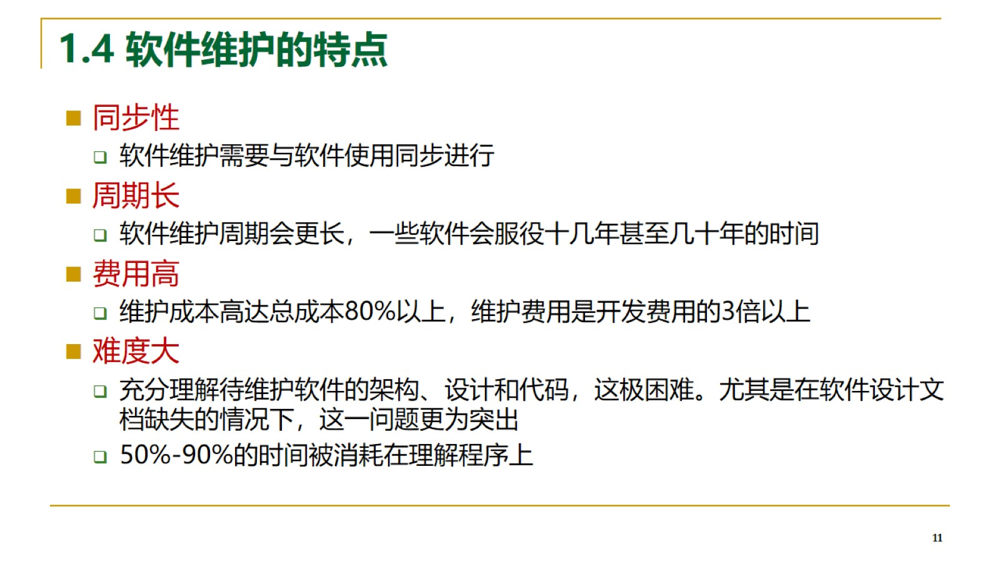 1.4 软件维护的特点
同步性
软件维护需要与软件使用同步进行
周期长
软件维护周期会更长，一些软件会服役十几年甚至几十年的时间
费用高
维护成本高达总成本80%以上，维护费用是开发费用的3倍以上
难度大
充分理解待维护软件的架构、设计和代码，这极困难。尤其是在软件设计文
档缺失的情况下，这一问题更为突出
50%-90%的时间被消耗在理解程序上
11